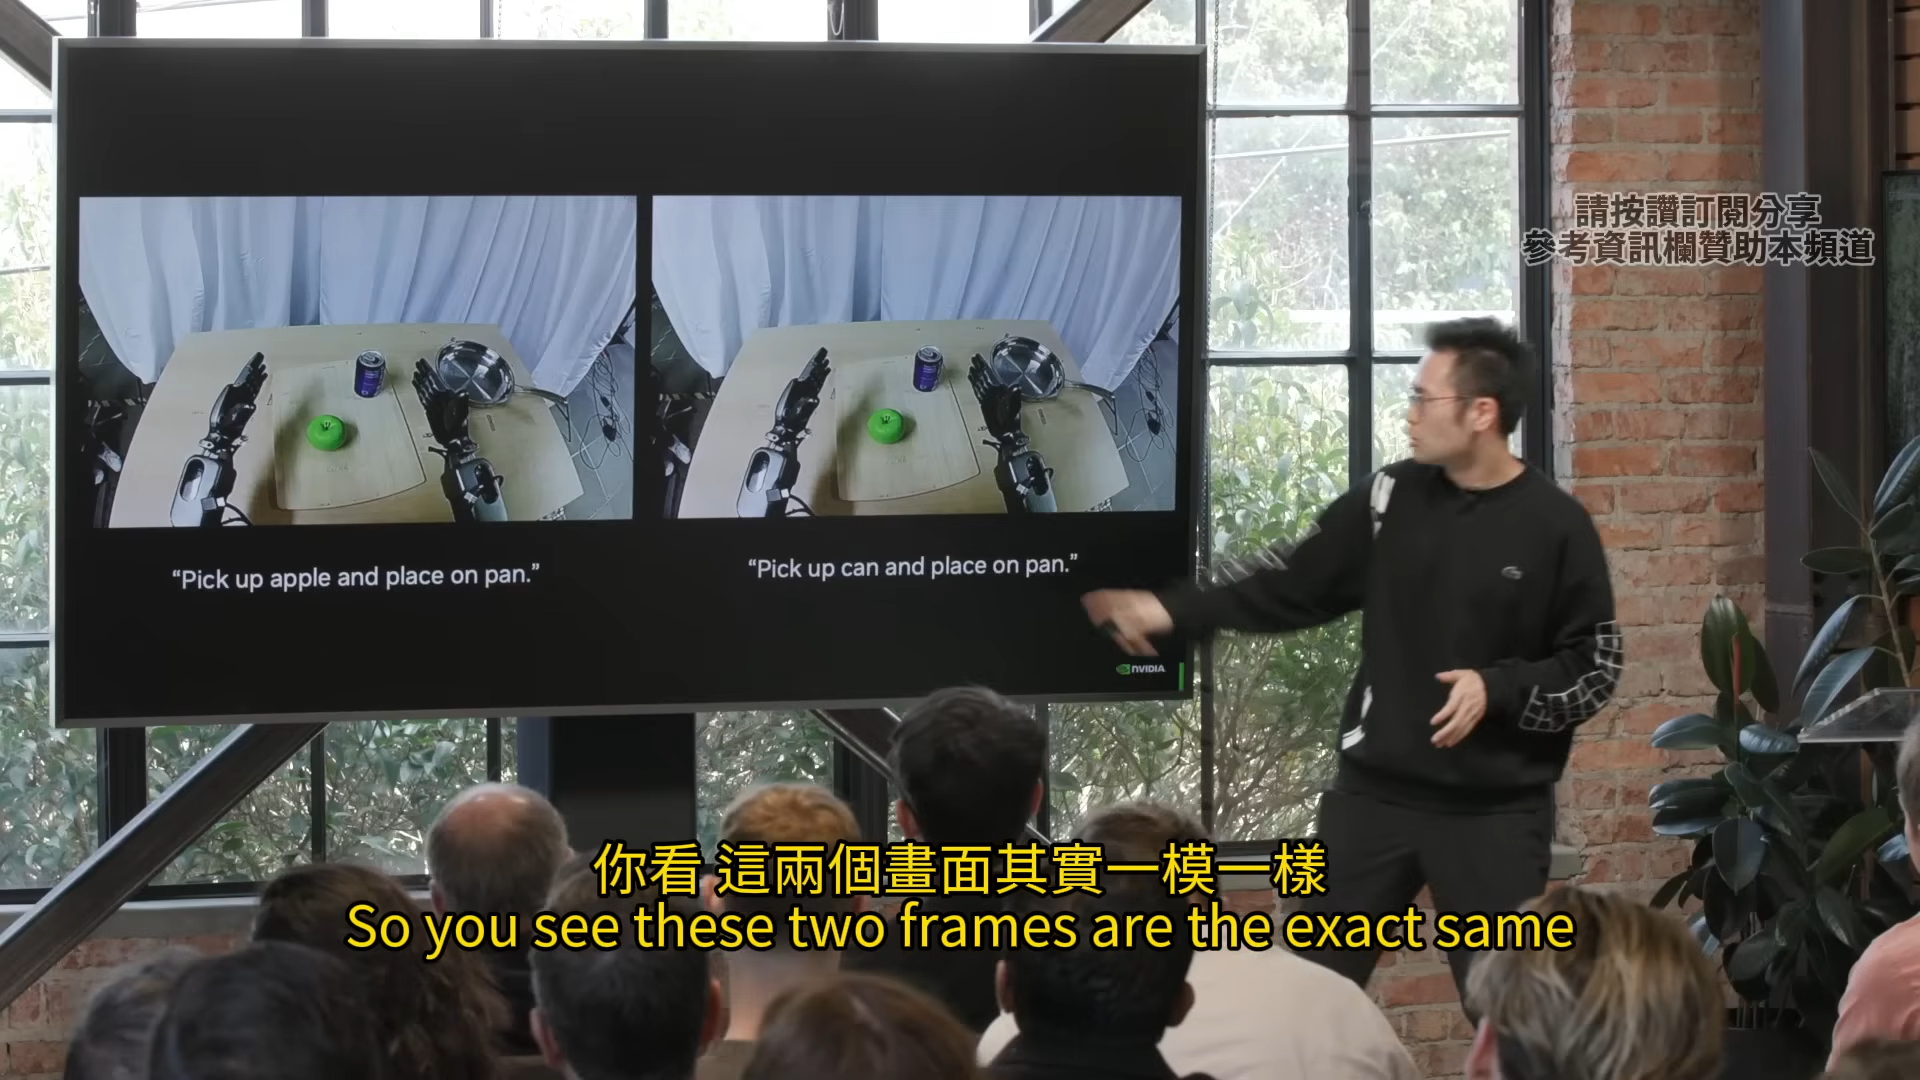 請按讚訂閱分享
參考資訊欄贊助本頻道
“Pick up apple and place on pan.”
“Pick up can and place on pan.”
NVIDIA
你看 這兩個畫面其實一模一樣
So you see these two frames are the exact same